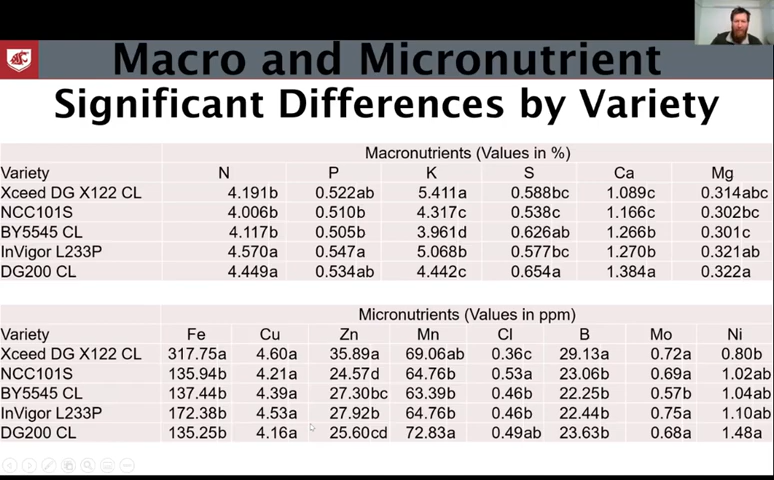 Macro and Micronutrient
Significant Differences by Variety
Macronutrients (Values in %)
Variety N P K S Ca Mg
Xceed DG X122 CL 4.191b 0.522ab 5.411a 0.588bc 1.089c 0.314abc
NCC101S 4.006b 0.510b 4.317c 0.538c 1.166c 0.302bc
BY5545 CL 4.117b 0.505b 3.961d 0.626ab 1.266b 0.301c
InVigor L233P 4.570a 0.547a 5.068b 0.577bc 1.270b 0.321ab
DG200 CL 4.449a 0.534ab 4.442c 0.654a 1.384a 0.322a
Micronutrients (Values in ppm)
Variety Fe Cu Zn Mn Cl B Mo Ni
Xceed DG X122 CL 317.75a 4.60a 35.89a 69.06ab 0.36c 29.13a 0.72a 0.80b
NCC101S 135.94b 4.21a 24.57d 64.76b 0.53a 23.06b 0.69a 1.02ab
BY5545 CL 137.44b 4.39a 27.30bc 63.39b 0.46b 22.25b 0.57b 1.04ab
InVigor L233P 172.38b 4.53a 27.92b 64.76b 0.46b 22.44b 0.75a 1.10ab
DG200 CL 135.25b 4.16a 25.60cd 72.83a 0.49ab 23.63b 0.68a 1.48a